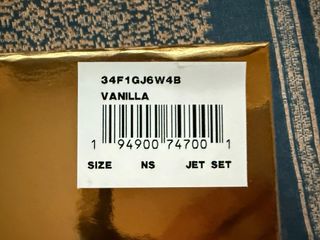 34F1GJ6W4B
VANILLA
1 94900 74700 1
SIZE NS JET SET